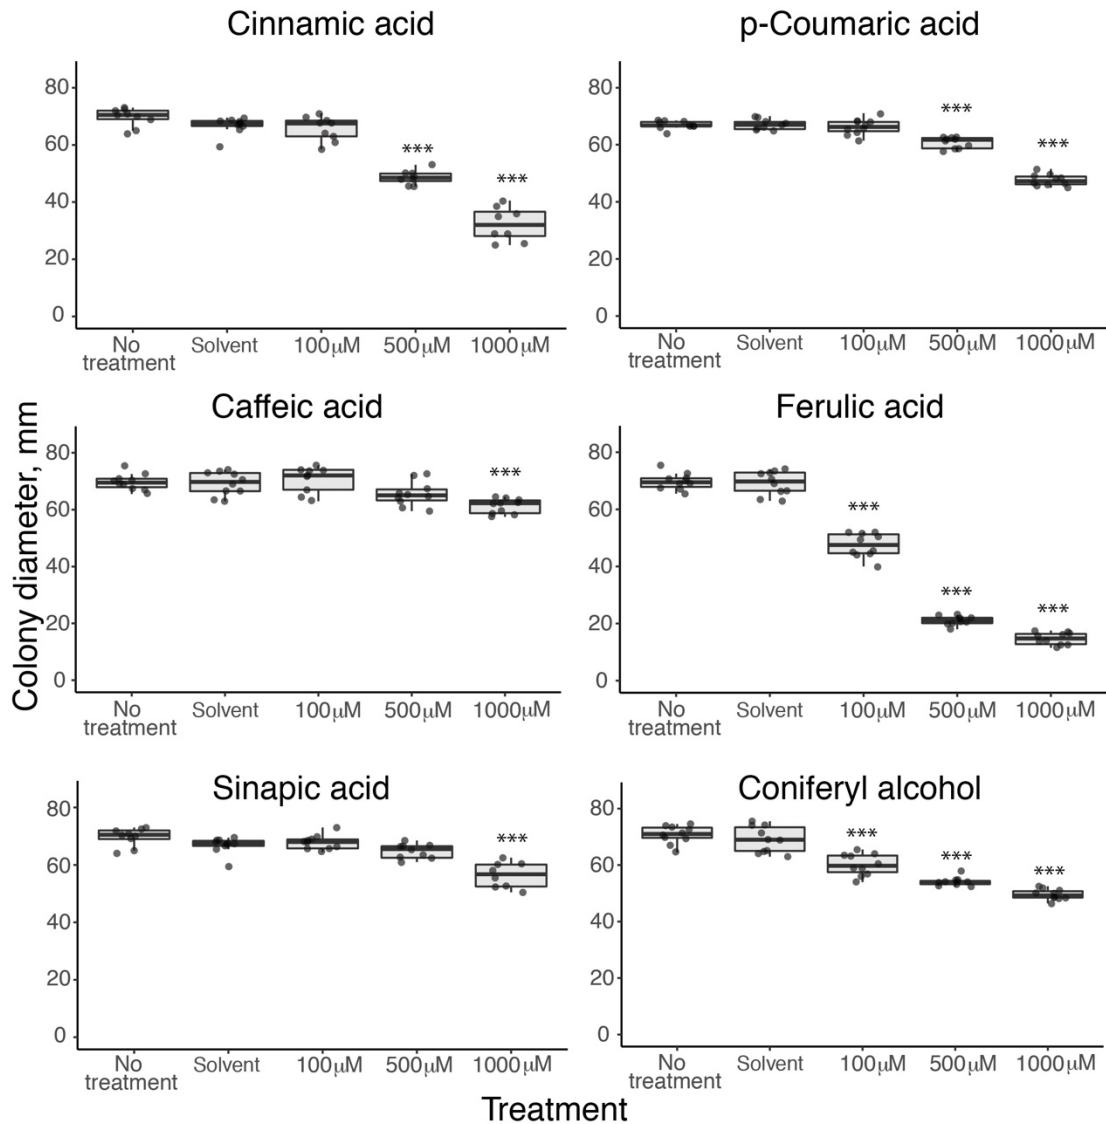 Cinnamic acid
80
60
40
20
0
***
***
No treatment
Solvent
100µM
500µM
1000µM
p-Coumaric acid
80
60
40
20
0
***
***
No treatment
Solvent
100µM
500µM
1000µM
Colony diameter, mm
Caffeic acid
80
60
40
20
0
***
No treatment
Solvent
100µM
500µM
1000µM
Ferulic acid
80
60
40
20
0
***
***
***
No treatment
Solvent
100µM
500µM
1000µM
Sinapic acid
80
60
40
20
0
***
No treatment
Solvent
100µM
500µM
1000µM
Coniferyl alcohol
80
60
40
20
0
***
***
***
No treatment
Solvent
100µM
500µM
1000µM
Treatment